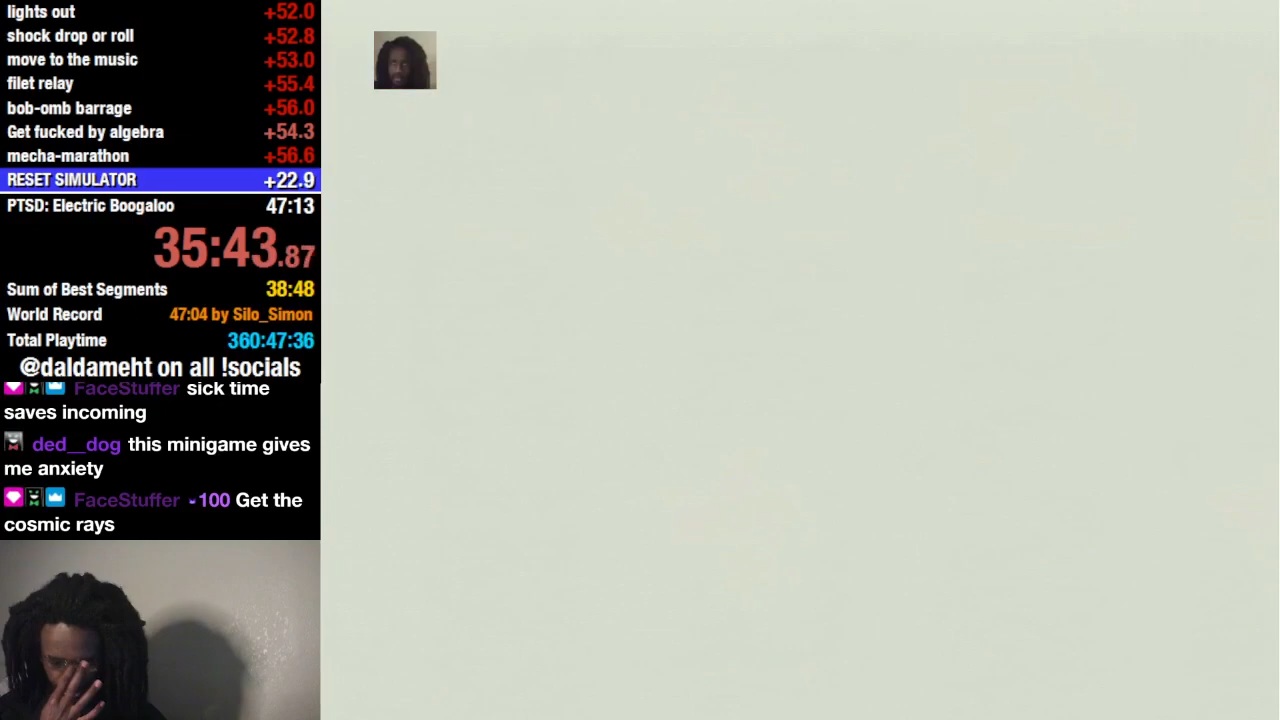 lights out +52.0
shock drop or roll +52.8
move to the music +53.0
filet relay +55.4
bob-omb barrage +56.0
Get fucked by algebra +54.3
mecha-marathon +56.6
RESET SIMULATOR +22.9
PTSD: Electric Boogaloo 47:13
35:43.87
Sum of Best Segments 38:48
World Record 47:04 by Silo_Simon
Total Playtime 360:47:36
@daldameht on all !socials
FaceStuffer sick time
saves incoming
ded__dog this minigame gives
me anxiety
FaceStuffer -100 Get the
cosmic rays